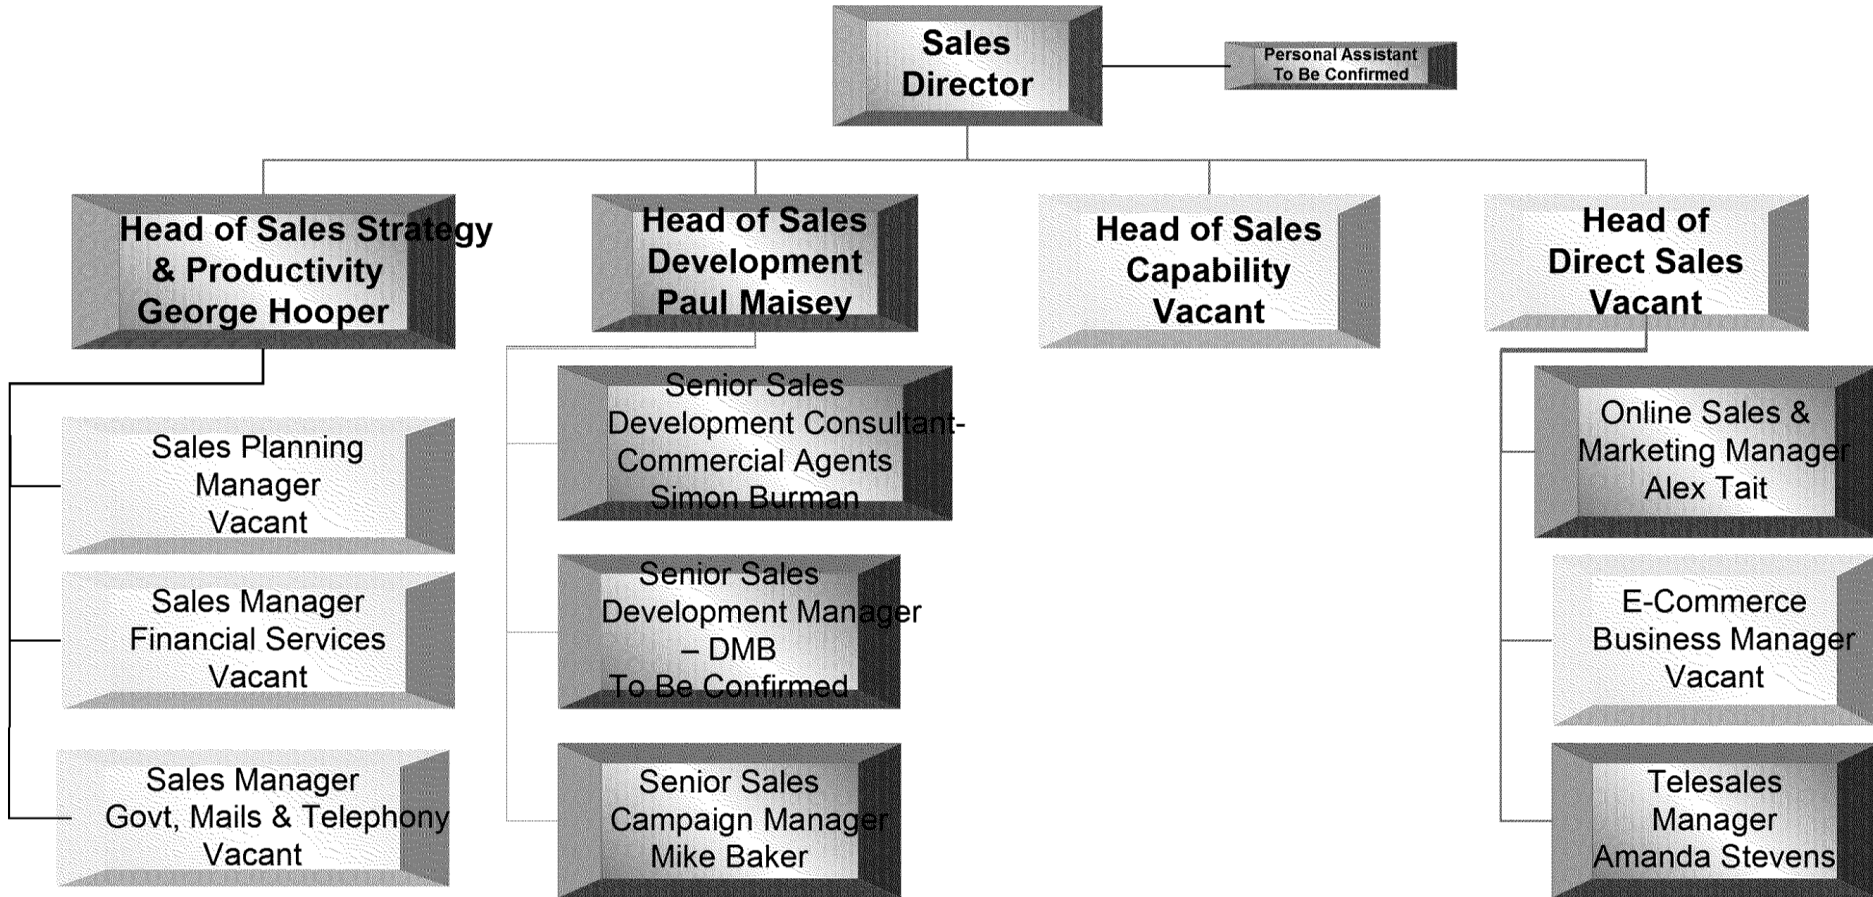 Sales
Director
Personal Assistant
To Be Confirmed
Head of Sales Strategy
& Productivity
George Hooper
Head of Sales
Development
Paul Maisey
Head of Sales
Capability
Vacant
Head of
Direct Sales
Vacant
Sales Planning
Manager
Vacant
Sales Manager
Financial Services
Vacant
Sales Manager
Govt, Mails & Telephony
Vacant
Senior Sales
Development Consultant-
Commercial Agents
Simon Burman
Senior Sales
Development Manager
– DMB
To Be Confirmed
Senior Sales
Campaign Manager
Mike Baker
Online Sales &
Marketing Manager
Alex Tait
E-Commerce
Business Manager
Vacant
Telesales
Manager
Amanda Stevens